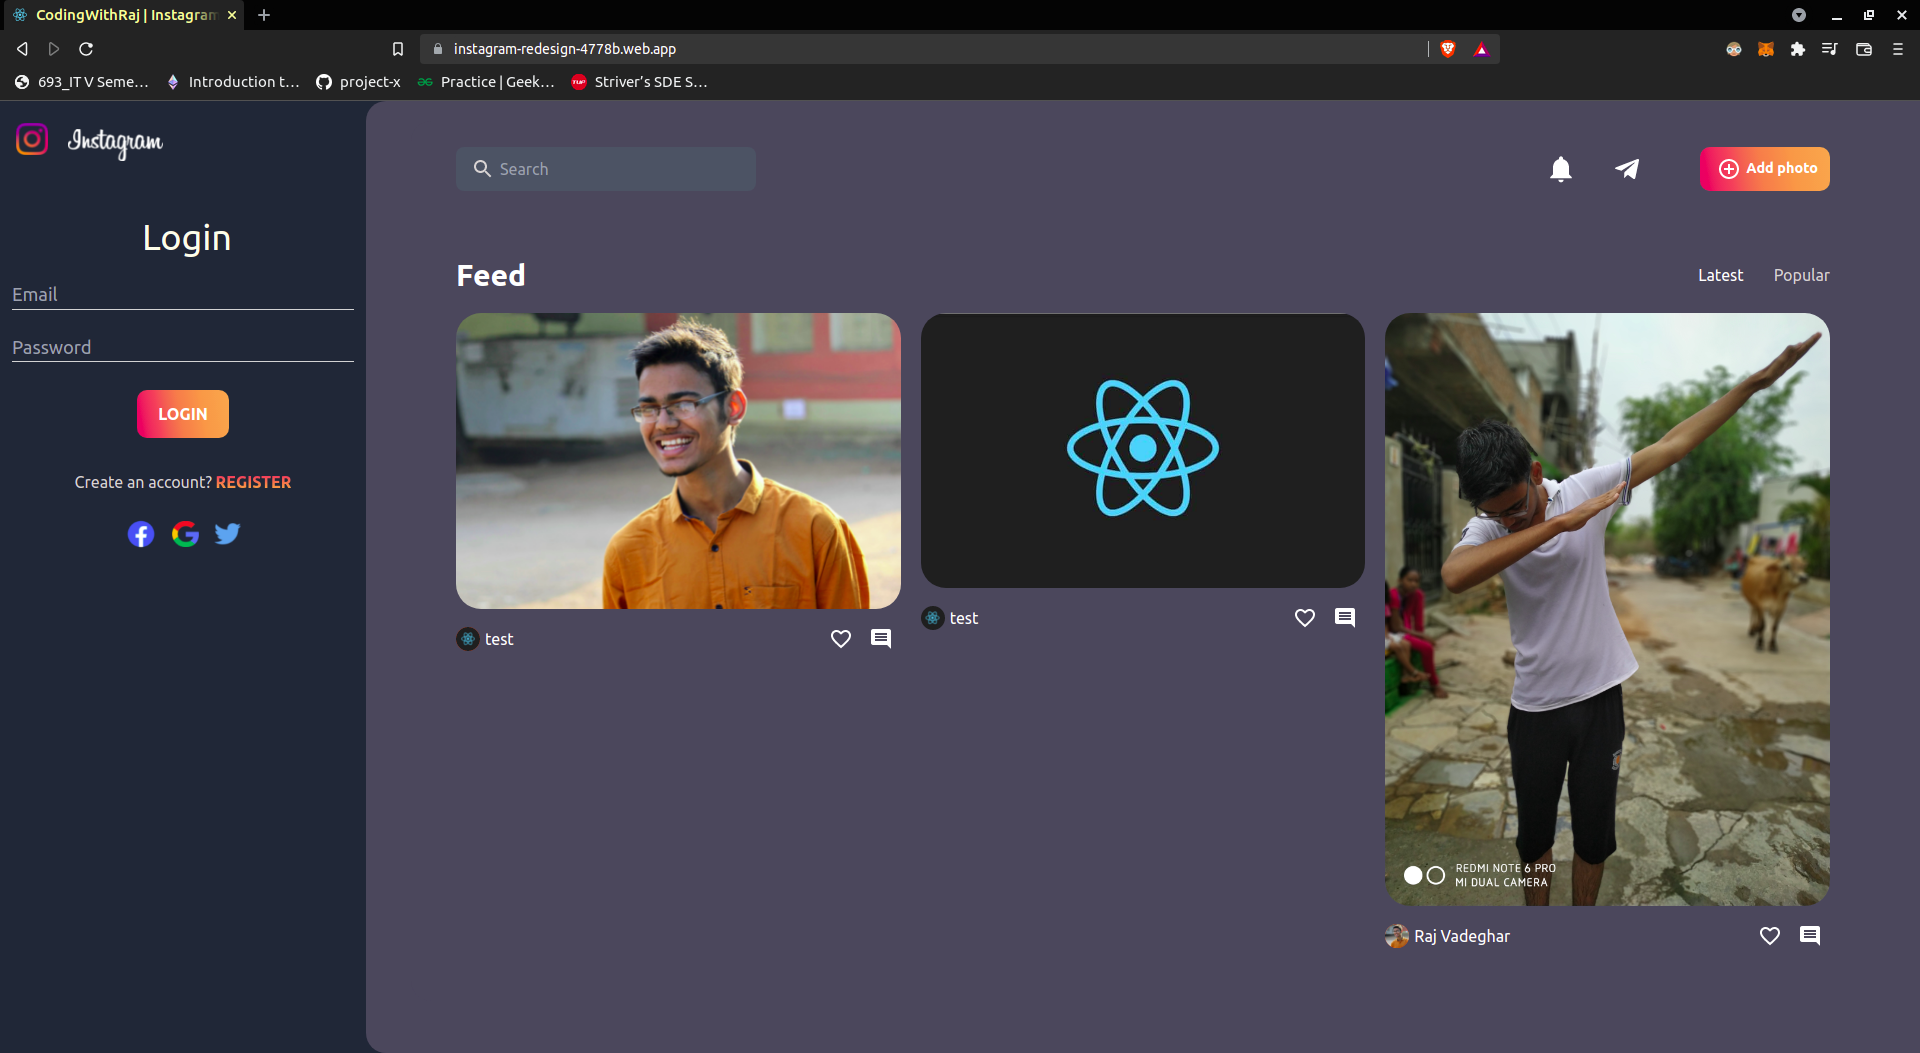 CodingWithRaj | Instagram
instagram-redesign-4778b.web.app
693_IT V Seme...
Introduction t...
project-x
Practice | Geek...
Striver's SDE S...
Instagram
Search
Add photo
Login
Email
Password
LOGIN
Create an account? REGISTER
Feed
Latest
Popular
test
test
REDMI NOTE 6 PRO
MI DUAL CAMERA
Raj Vadeghar